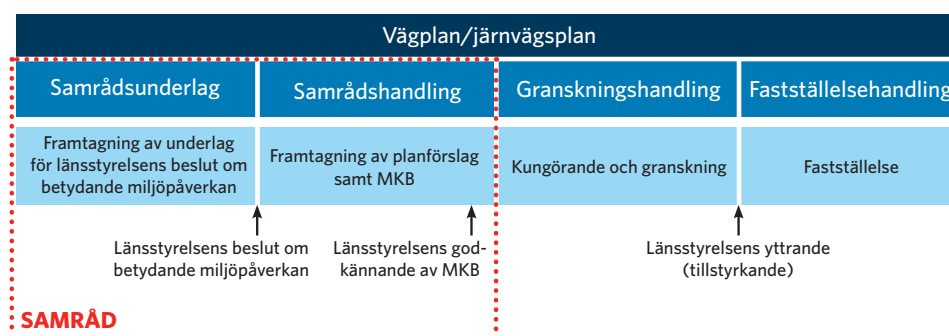 Vägplan/järnvägsplan
Samrådsunderlag
Samrådshandling
Granskningshandling
Fastställelsehandling
Framtagning av underlag
för länsstyrelsens beslut om
betydande miljöpåverkan
Framtagning av planförslag
samt MKB
Kungörande och granskning
Fastställelse
Länsstyrelsens beslut om
betydande miljöpåverkan
Länsstyrelsens god-
kännande av MKB
Länsstyrelsens yttrande
(tillstyrkande)
SAMRÅD